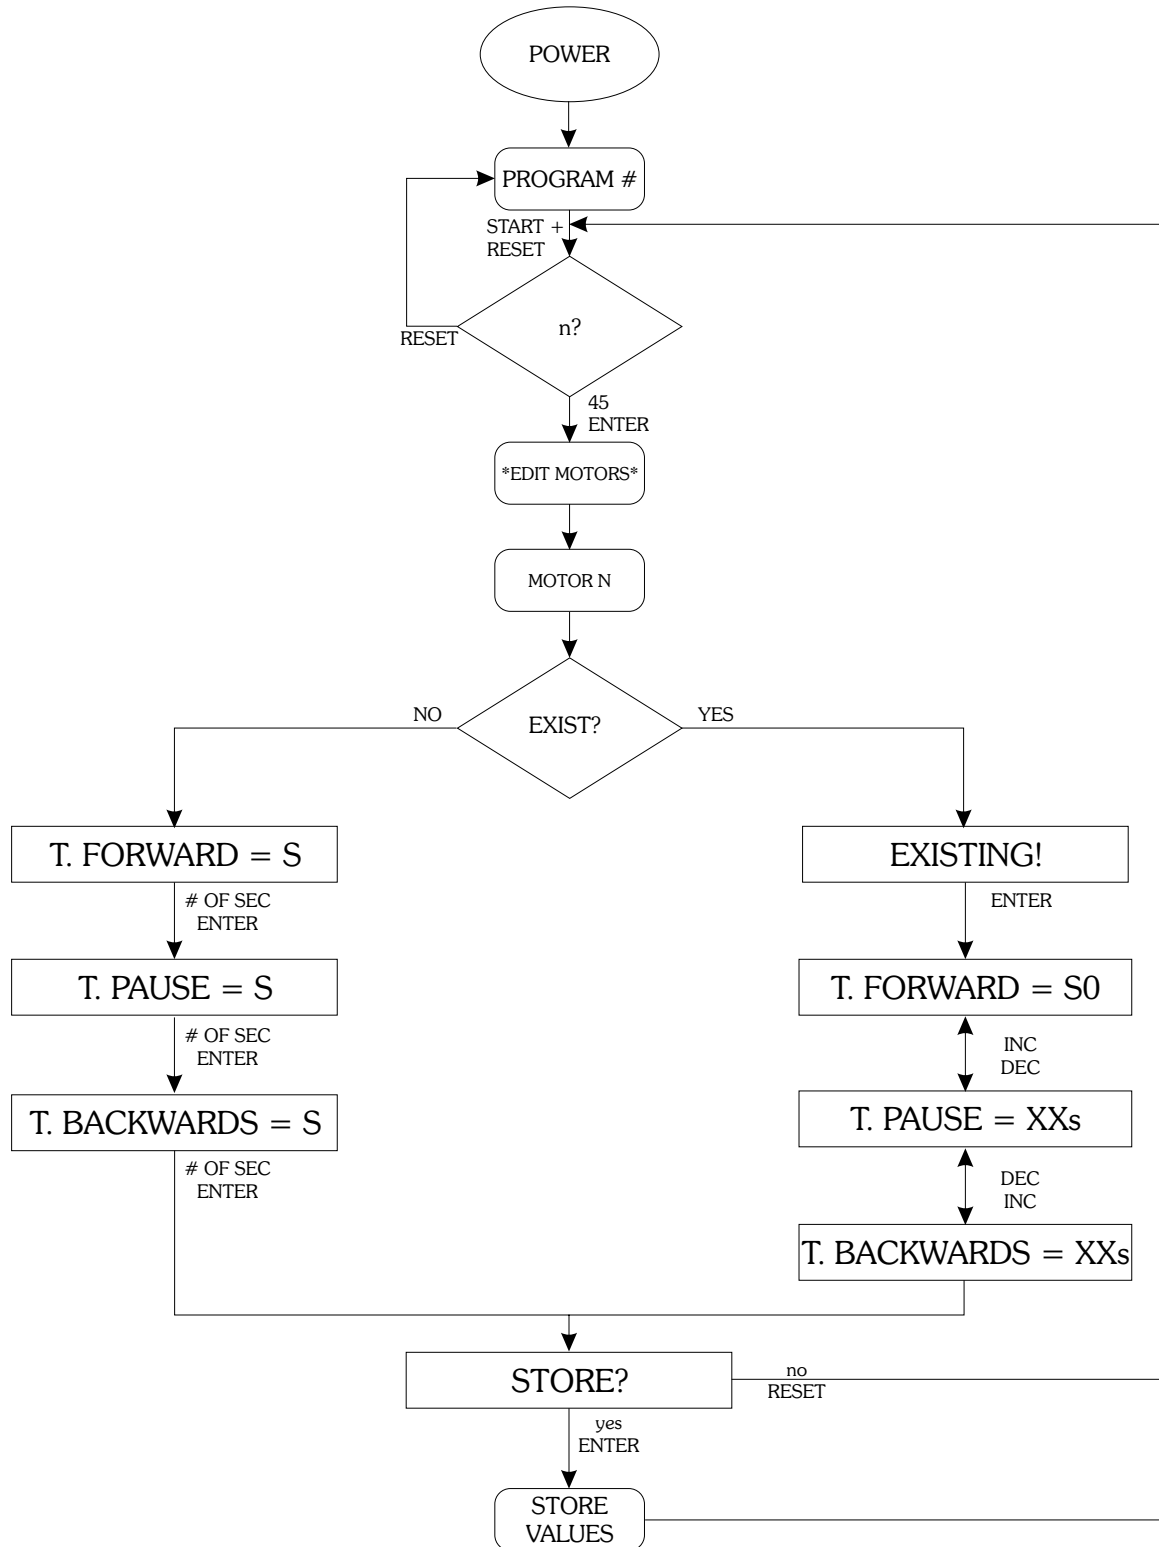 POWER
PROGRAM #
START +
RESET
n?
RESET
45
ENTER
*EDIT MOTORS*
MOTOR N
EXIST?
NO
YES
T. FORWARD = S
# OF SEC
ENTER
T. PAUSE = S
# OF SEC
ENTER
T. BACKWARDS = S
# OF SEC
ENTER
EXISTING!
ENTER
T. FORWARD = S0
INC
DEC
T. PAUSE = XXs
DEC
INC
T. BACKWARDS = XXs
STORE?
no
RESET
yes
ENTER
STORE
VALUES